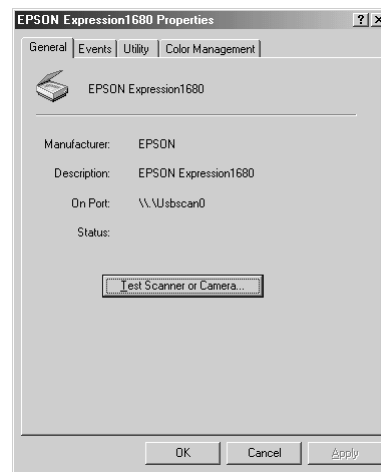 EPSON Expression1680 Properties
General Events Utility Color Management
EPSON Expression1680
Manufacturer: EPSON
Description: EPSON Expression1680
On Port: \\.\Usbscan0
Status:
Test Scanner or Camera...
OK Cancel Apply